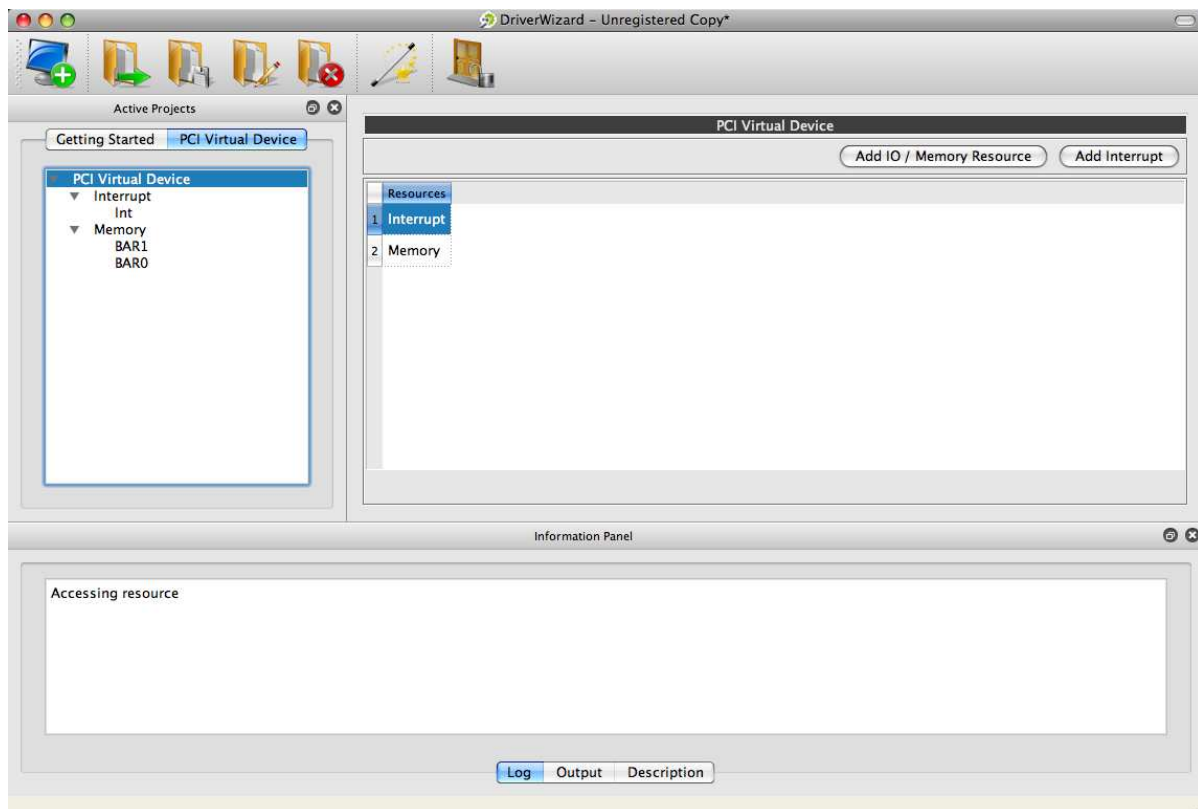 DriverWizard – Unregistered Copy*
Active Projects
Getting Started PCI Virtual Device
PCI Virtual Device
Interrupt
Int
Memory
BAR1
BAR0
PCI Virtual Device
Add IO / Memory Resource Add Interrupt
Resources
1 Interrupt
2 Memory
Information Panel
Accessing resource
Log Output Description